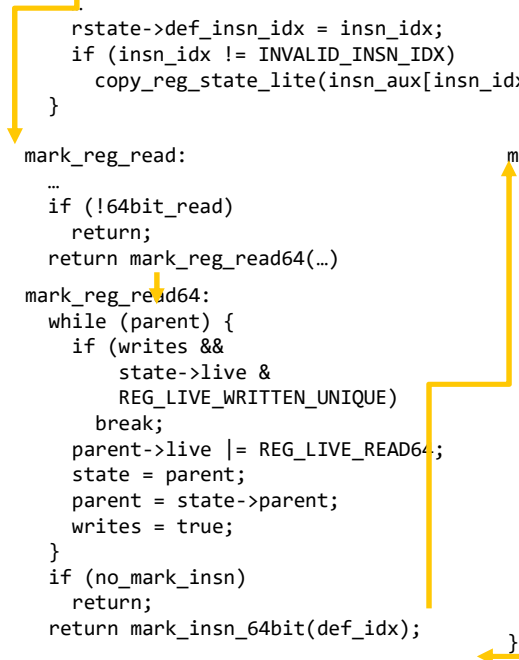 rstate->def_insn_idx = insn_idx;
if (insn_idx != INVALID_INSN_IDX)
copy_reg_state_lite(insn_aux[insn_id
}
mark_reg_read:
…
if (!64bit_read)
return;
return mark_reg_read64(…)
mark_reg_read64:
while (parent) {
if (writes &&
state->live &
REG_LIVE_WRITTEN_UNIQUE)
break;
parent->live |= REG_LIVE_READ64;
state = parent;
parent = state->parent;
writes = true;
}
if (no_mark_insn)
return;
return mark_insn_64bit(def_idx);
}